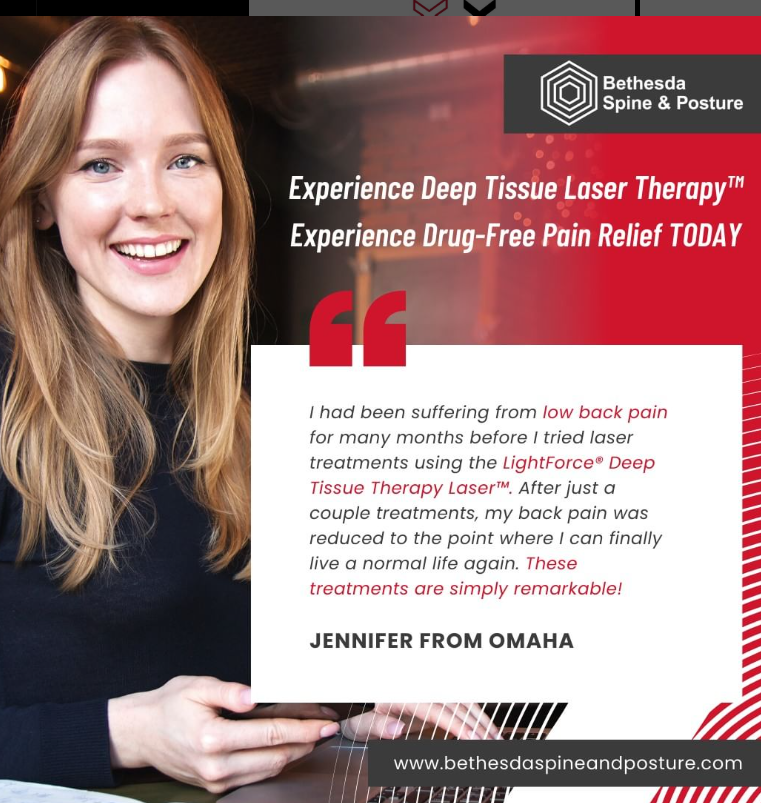 Bethesda
Spine & Posture
Experience Deep Tissue Laser Therapy™
Experience Drug-Free Pain Relief TODAY
“
I had been suffering from low back pain
for many months before I tried laser
treatments using the LightForce® Deep
Tissue Therapy Laser™. After just a
couple treatments, my back pain was
reduced to the point where I can finally
live a normal life again. These
treatments are simply remarkable!
JENNIFER FROM OMAHA
www.bethesdaspineandposture.com